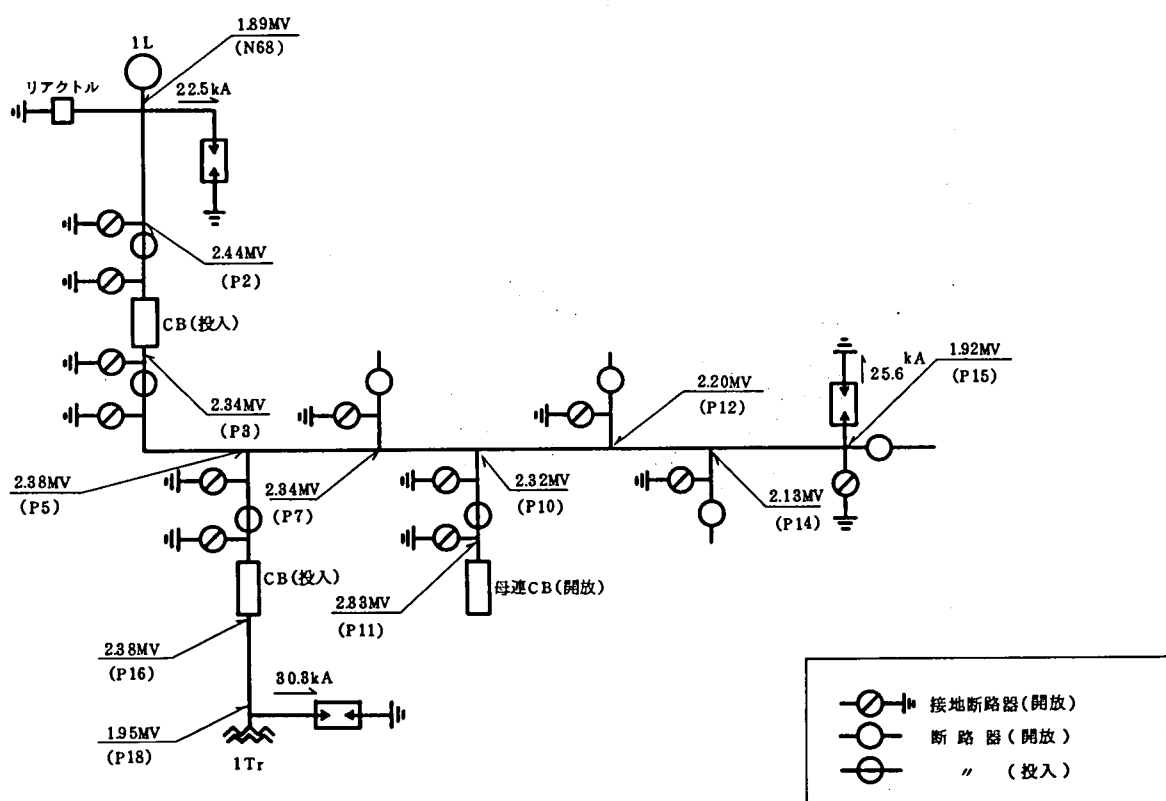 1L
1.89MV
(N68)
リアクトル
22.5kA
2.44MV
(P2)
CB(投入)
2.34MV
(P3)
2.38MV
(P5)
2.34MV
(P7)
2.32MV
(P10)
2.20MV
(P12)
2.13MV
(P14)
25.6kA
1.92MV
(P15)
CB(投入)
母連CB(開放)
2.33MV
(P11)
2.38MV
(P16)
30.3kA
1.95MV
(P18)
1Tr
接地断路器(開放)
断路器(開放)
〃 (投入)